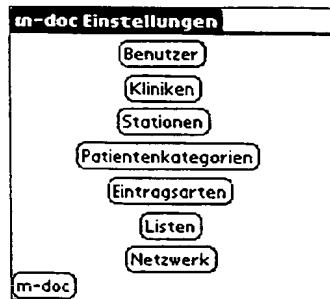 m-doc Einstellungen
Benutzer
Kliniken
Stationen
Patientenkategorien
Eintragsarten
Listen
Netzwerk
m-doc